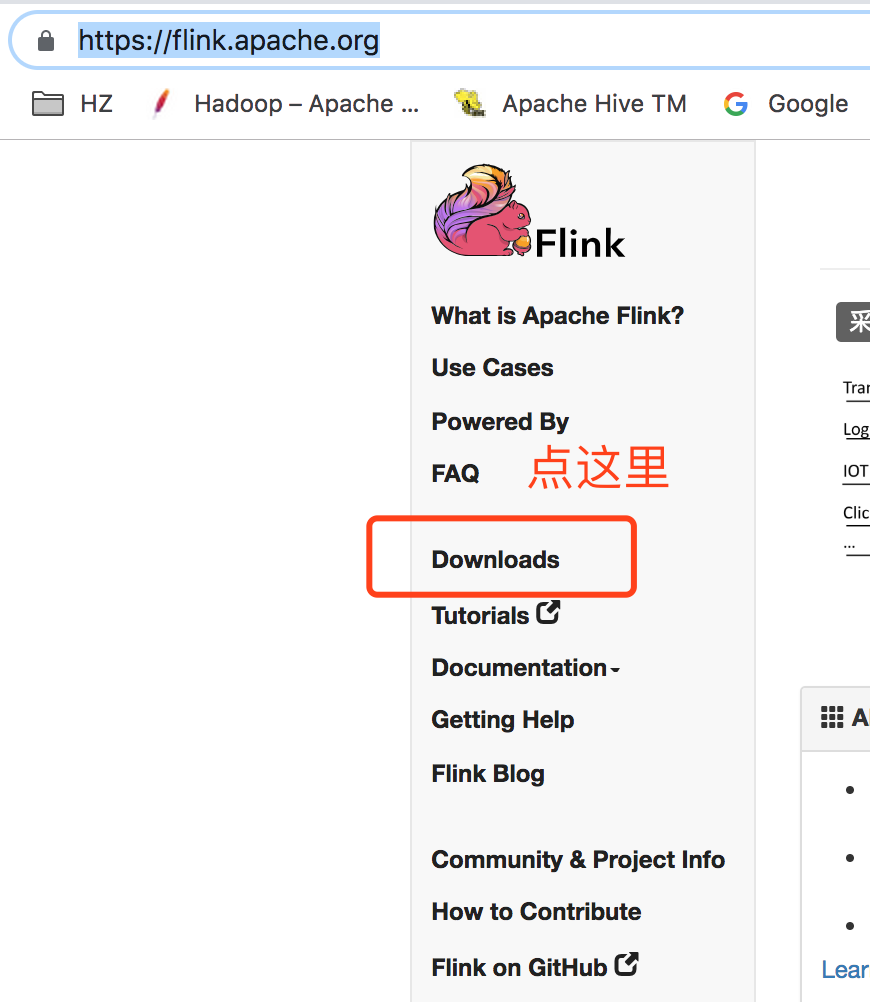 https://flink.apache.org
HZ
Hadoop – Apache ...
Apache Hive TM
Google
Flink
What is Apache Flink?
Use Cases
Powered By
FAQ
点这里
Downloads
Tutorials
Documentation
Getting Help
Flink Blog
Community & Project Info
How to Contribute
Flink on GitHub
采
Tran
Log
IOT
Clic
...
Al
Lear